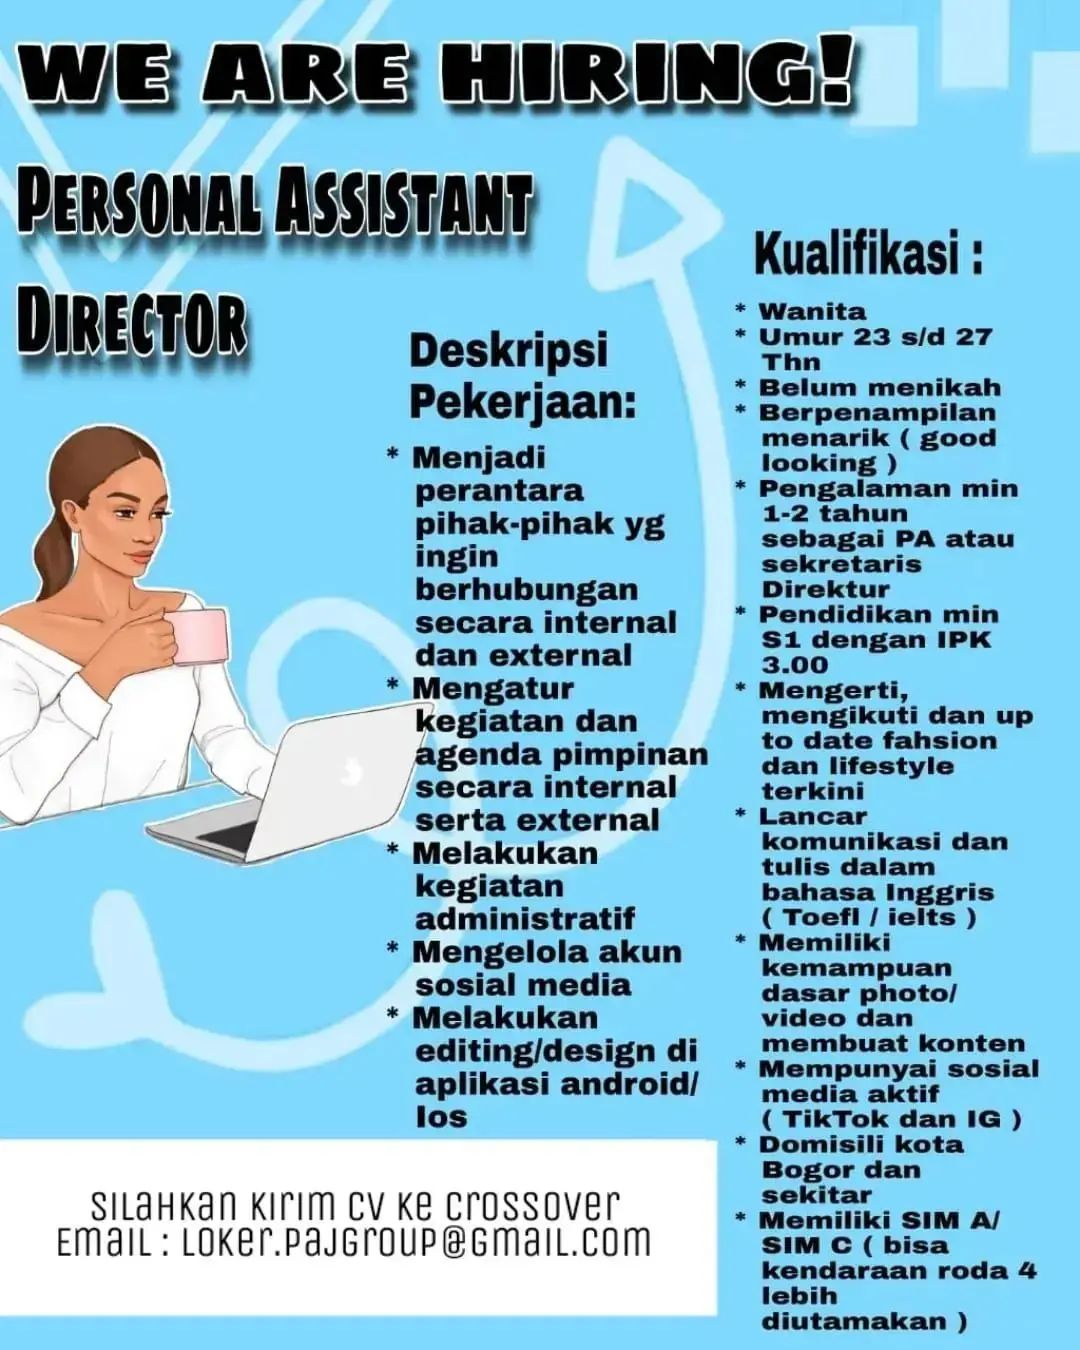 WE ARE HIRING!
PERSONAL ASSISTANT
DIRECTOR
Deskripsi
Pekerjaan:
* Menjadi
perantara
pihak-pihak yg
ingin
berhubungan
secara internal
dan external
* Mengatur
kegiatan dan
agenda pimpinan
secara internal
serta external
* Melakukan
kegiatan
administratif
* Mengelola akun
sosial media
* Melakukan
editing/design di
aplikasi android/
Ios
Kualifikasi :
* Wanita
* Umur 23 s/d 27
Thn
* Belum menikah
* Berpenampilan
menarik ( good
looking )
* Pengalaman min
1-2 tahun
sebagai PA atau
sekretaris
Direktur
* Pendidikan min
S1 dengan IPK
3.00
* Mengerti,
mengikuti dan up
to date fahsion
dan lifestyle
terkini
* Lancar
komunikasi dan
tulis dalam
bahasa Inggris
( Toefl / ielts )
* Memiliki
kemampuan
dasar photo/
video dan
membuat konten
* Mempunyai sosial
media aktif
( TikTok dan IG )
* Domisili kota
Bogor dan
sekitar
* Memiliki SIM A/
SIM C ( bisa
kendaraan roda 4
lebih
diutamakan )
Silahkan kirim CV ke Crossover
Email : loker.pajgroup@gmail.com